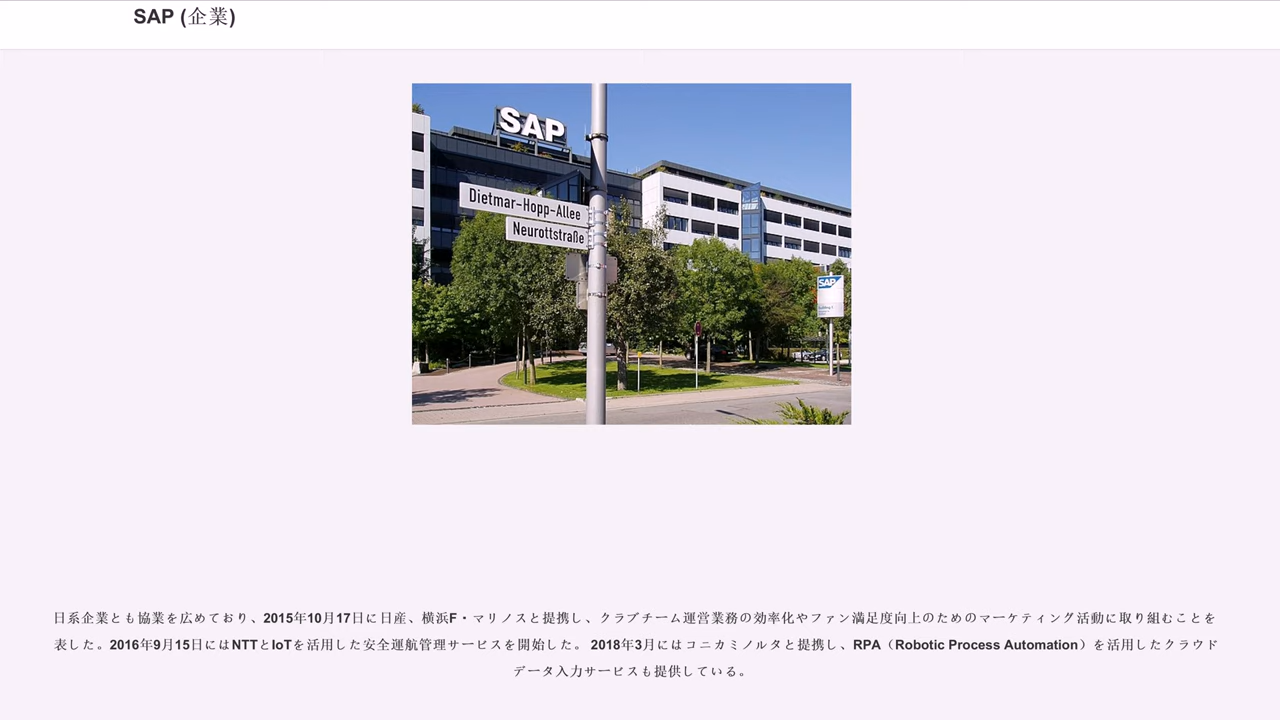 SAP (企業)
SAP
Dietmar-Hopp-Allee
Neurottstraße
SAP
日系企業とも協業を広めており、2015年10月17日に日産、横浜F・マリノスと提携し、クラブチーム運営業務の効率化やファン満足度向上のためのマーケティング活動に取り組むことを
表した。2016年9月15日にはNTTとIoTを活用した安全運航管理サービスを開始した。 2018年3月にはコニカミノルタと提携し、RPA（Robotic Process Automation）を活用したクラウド
データ入力サービスも提供している。